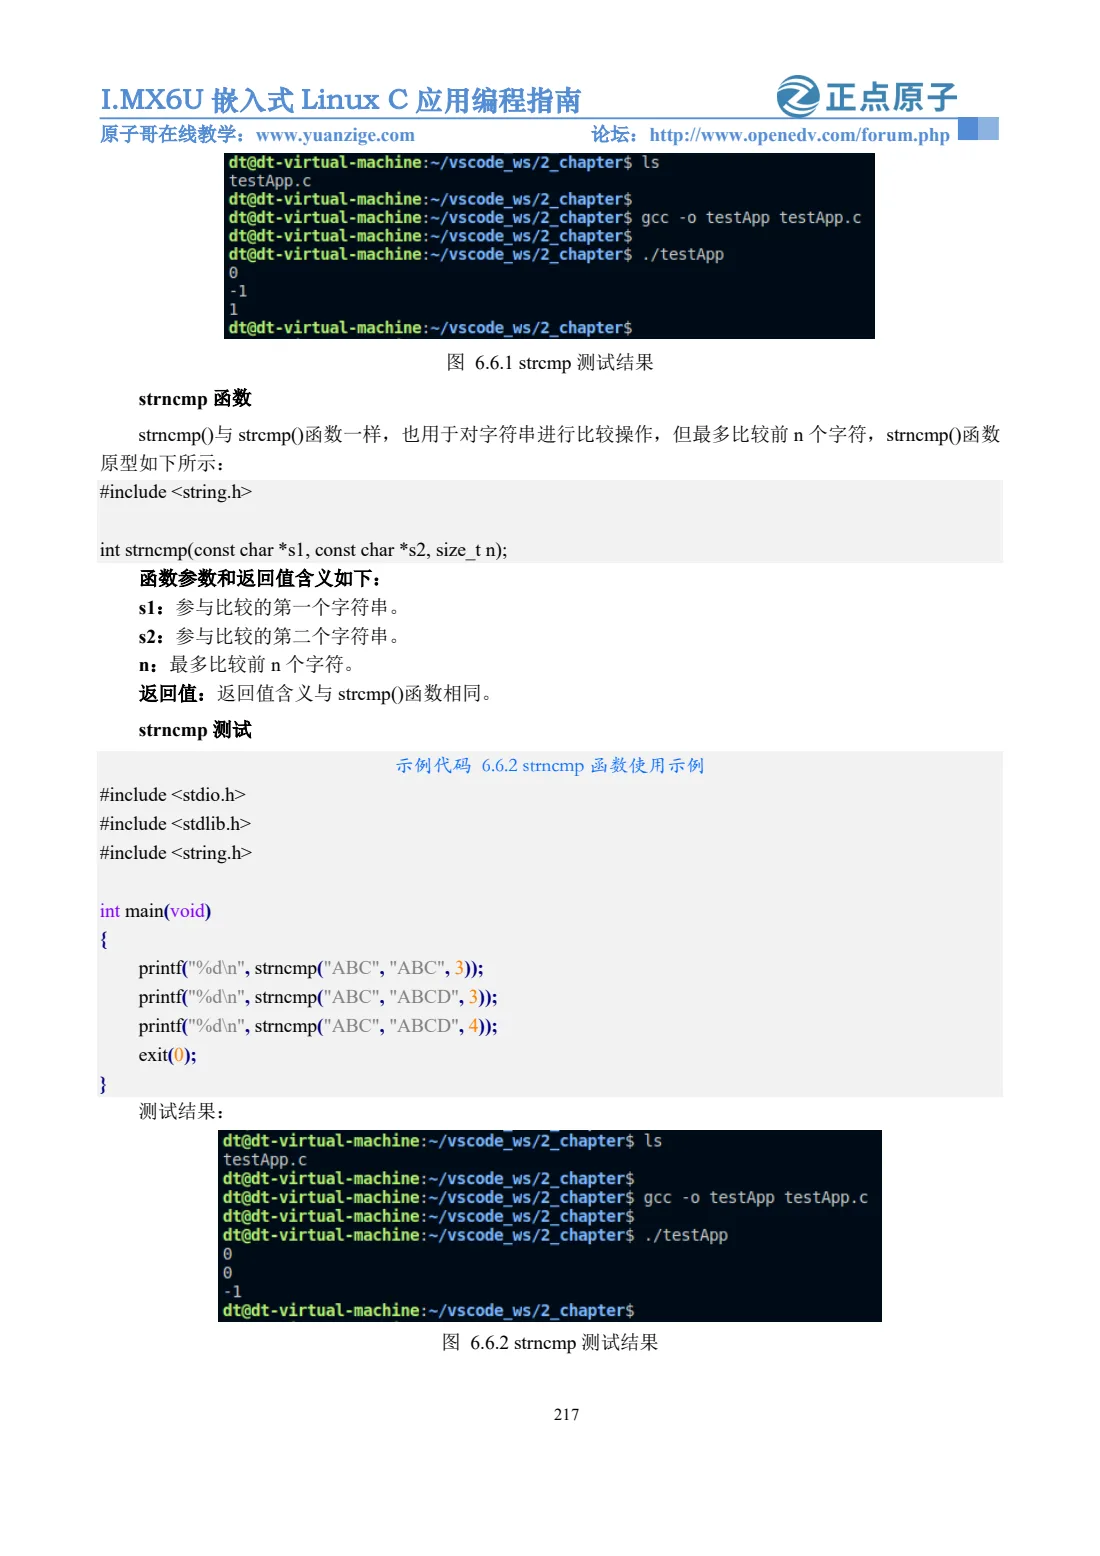 I.MX6U 嵌入式 Linux C 应用编程指南
正点原子
原子哥在线教学：www.yuanzige.com 论坛：http://www.openedv.com/forum.php
dt@dt-virtual-machine:~/vscode_ws/2_chapter$ ls
testApp.c
dt@dt-virtual-machine:~/vscode_ws/2_chapter$
dt@dt-virtual-machine:~/vscode_ws/2_chapter$ gcc -o testApp testApp.c
dt@dt-virtual-machine:~/vscode_ws/2_chapter$
dt@dt-virtual-machine:~/vscode_ws/2_chapter$ ./testApp
0
-1
1
dt@dt-virtual-machine:~/vscode_ws/2_chapter$
图 6.6.1 strcmp 测试结果
strncmp 函数
strncmp()与 strcmp()函数一样，也用于对字符串进行比较操作，但最多比较前 n 个字符，strncmp()函数
原型如下所示：
#include <string.h>
int strncmp(const char *s1, const char *s2, size_t n);
函数参数和返回值含义如下：
s1：参与比较的第一个字符串。
s2：参与比较的第二个字符串。
n：最多比较前 n 个字符。
返回值：返回值含义与 strcmp()函数相同。
strncmp 测试
示例代码 6.6.2 strncmp 函数使用示例
#include <stdio.h>
#include <stdlib.h>
#include <string.h>
int main(void)
{
printf("%d\n", strncmp("ABC", "ABC", 3));
printf("%d\n", strncmp("ABC", "ABCD", 3));
printf("%d\n", strncmp("ABC", "ABCD", 4));
exit(0);
}
测试结果：
dt@dt-virtual-machine:~/vscode_ws/2_chapter$ ls
testApp.c
dt@dt-virtual-machine:~/vscode_ws/2_chapter$
dt@dt-virtual-machine:~/vscode_ws/2_chapter$ gcc -o testApp testApp.c
dt@dt-virtual-machine:~/vscode_ws/2_chapter$
dt@dt-virtual-machine:~/vscode_ws/2_chapter$ ./testApp
0
0
-1
dt@dt-virtual-machine:~/vscode_ws/2_chapter$
图 6.6.2 strncmp 测试结果
217